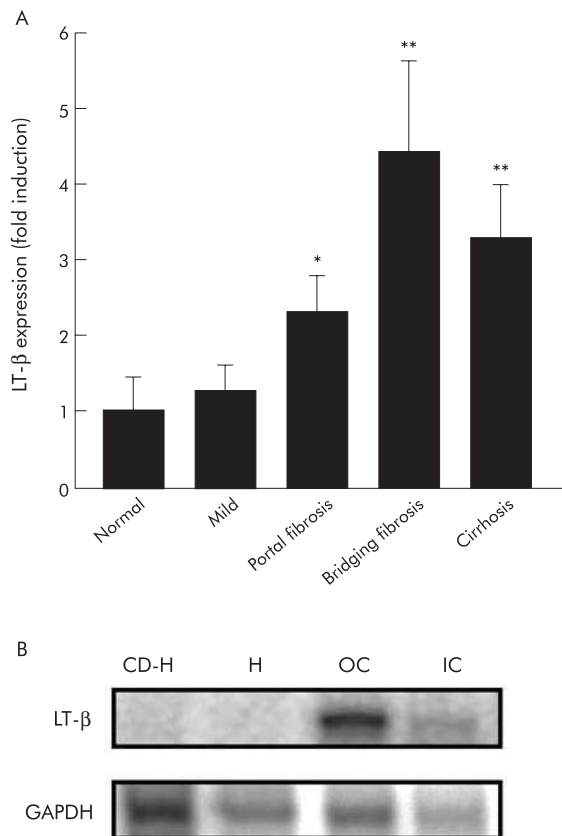 A
LT-β expression (fold induction)
6
5
4
3
2
1
0
**
**
*
Normal
Mild
Portal fibrosis
Bridging fibrosis
Cirrhosis
B
CD-H H OC IC
LT-β
GAPDH